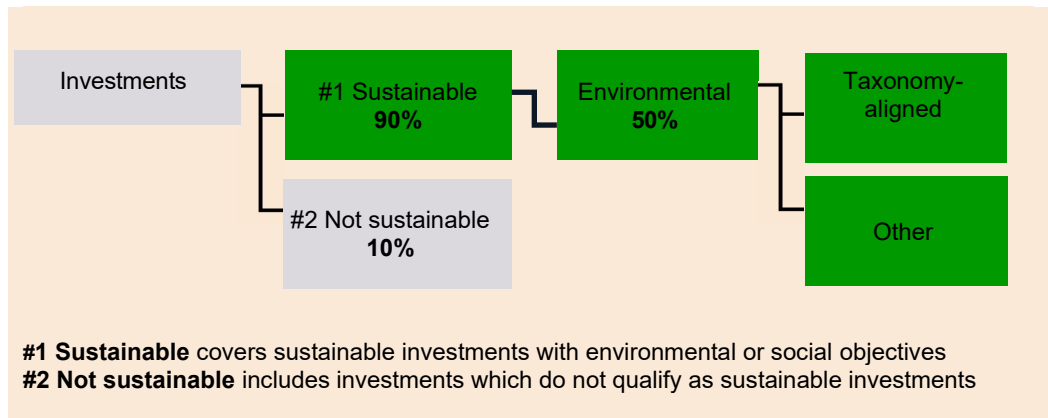 Investments
#1 Sustainable
90%
#2 Not sustainable
10%
Environmental
50%
Taxonomy-
aligned
Other
#1 Sustainable covers sustainable investments with environmental or social objectives
#2 Not sustainable includes investments which do not qualify as sustainable investments